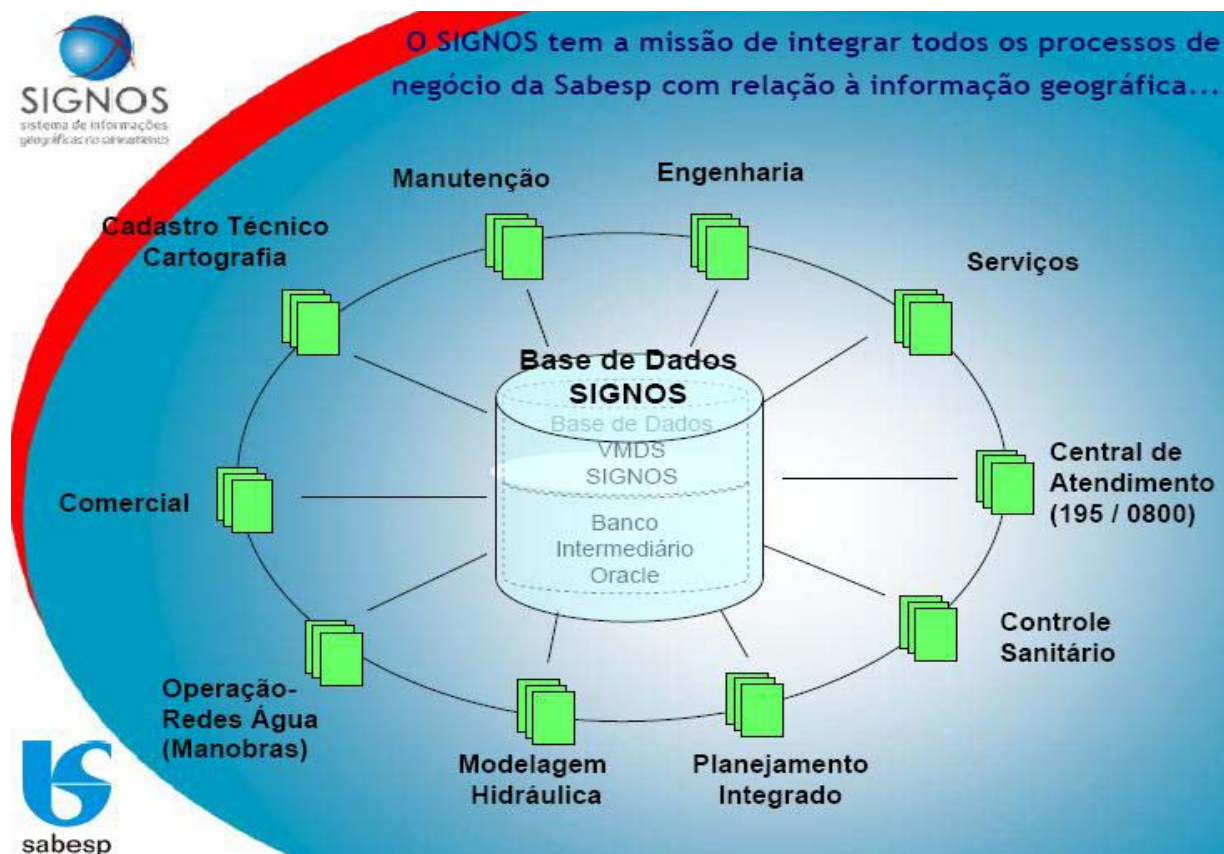 SIGNOS
sistema de informações
geográficas no saneamento
O SIGNOS tem a missão de integrar todos os processos de
negócio da Sabesp com relação à informação geográfica...
Manutenção
Engenharia
Cadastro Técnico
Cartografia
Serviços
Base de Dados
SIGNOS
Base de Dados
VMDS
SIGNOS
Banco
Intermediário
Oracle
Comercial
Central de
Atendimento
(195 / 0800)
Controle
Sanitário
Operação-
Redes Água
(Manobras)
Modelagem
Hidráulica
Planejamento
Integrado
sabesp